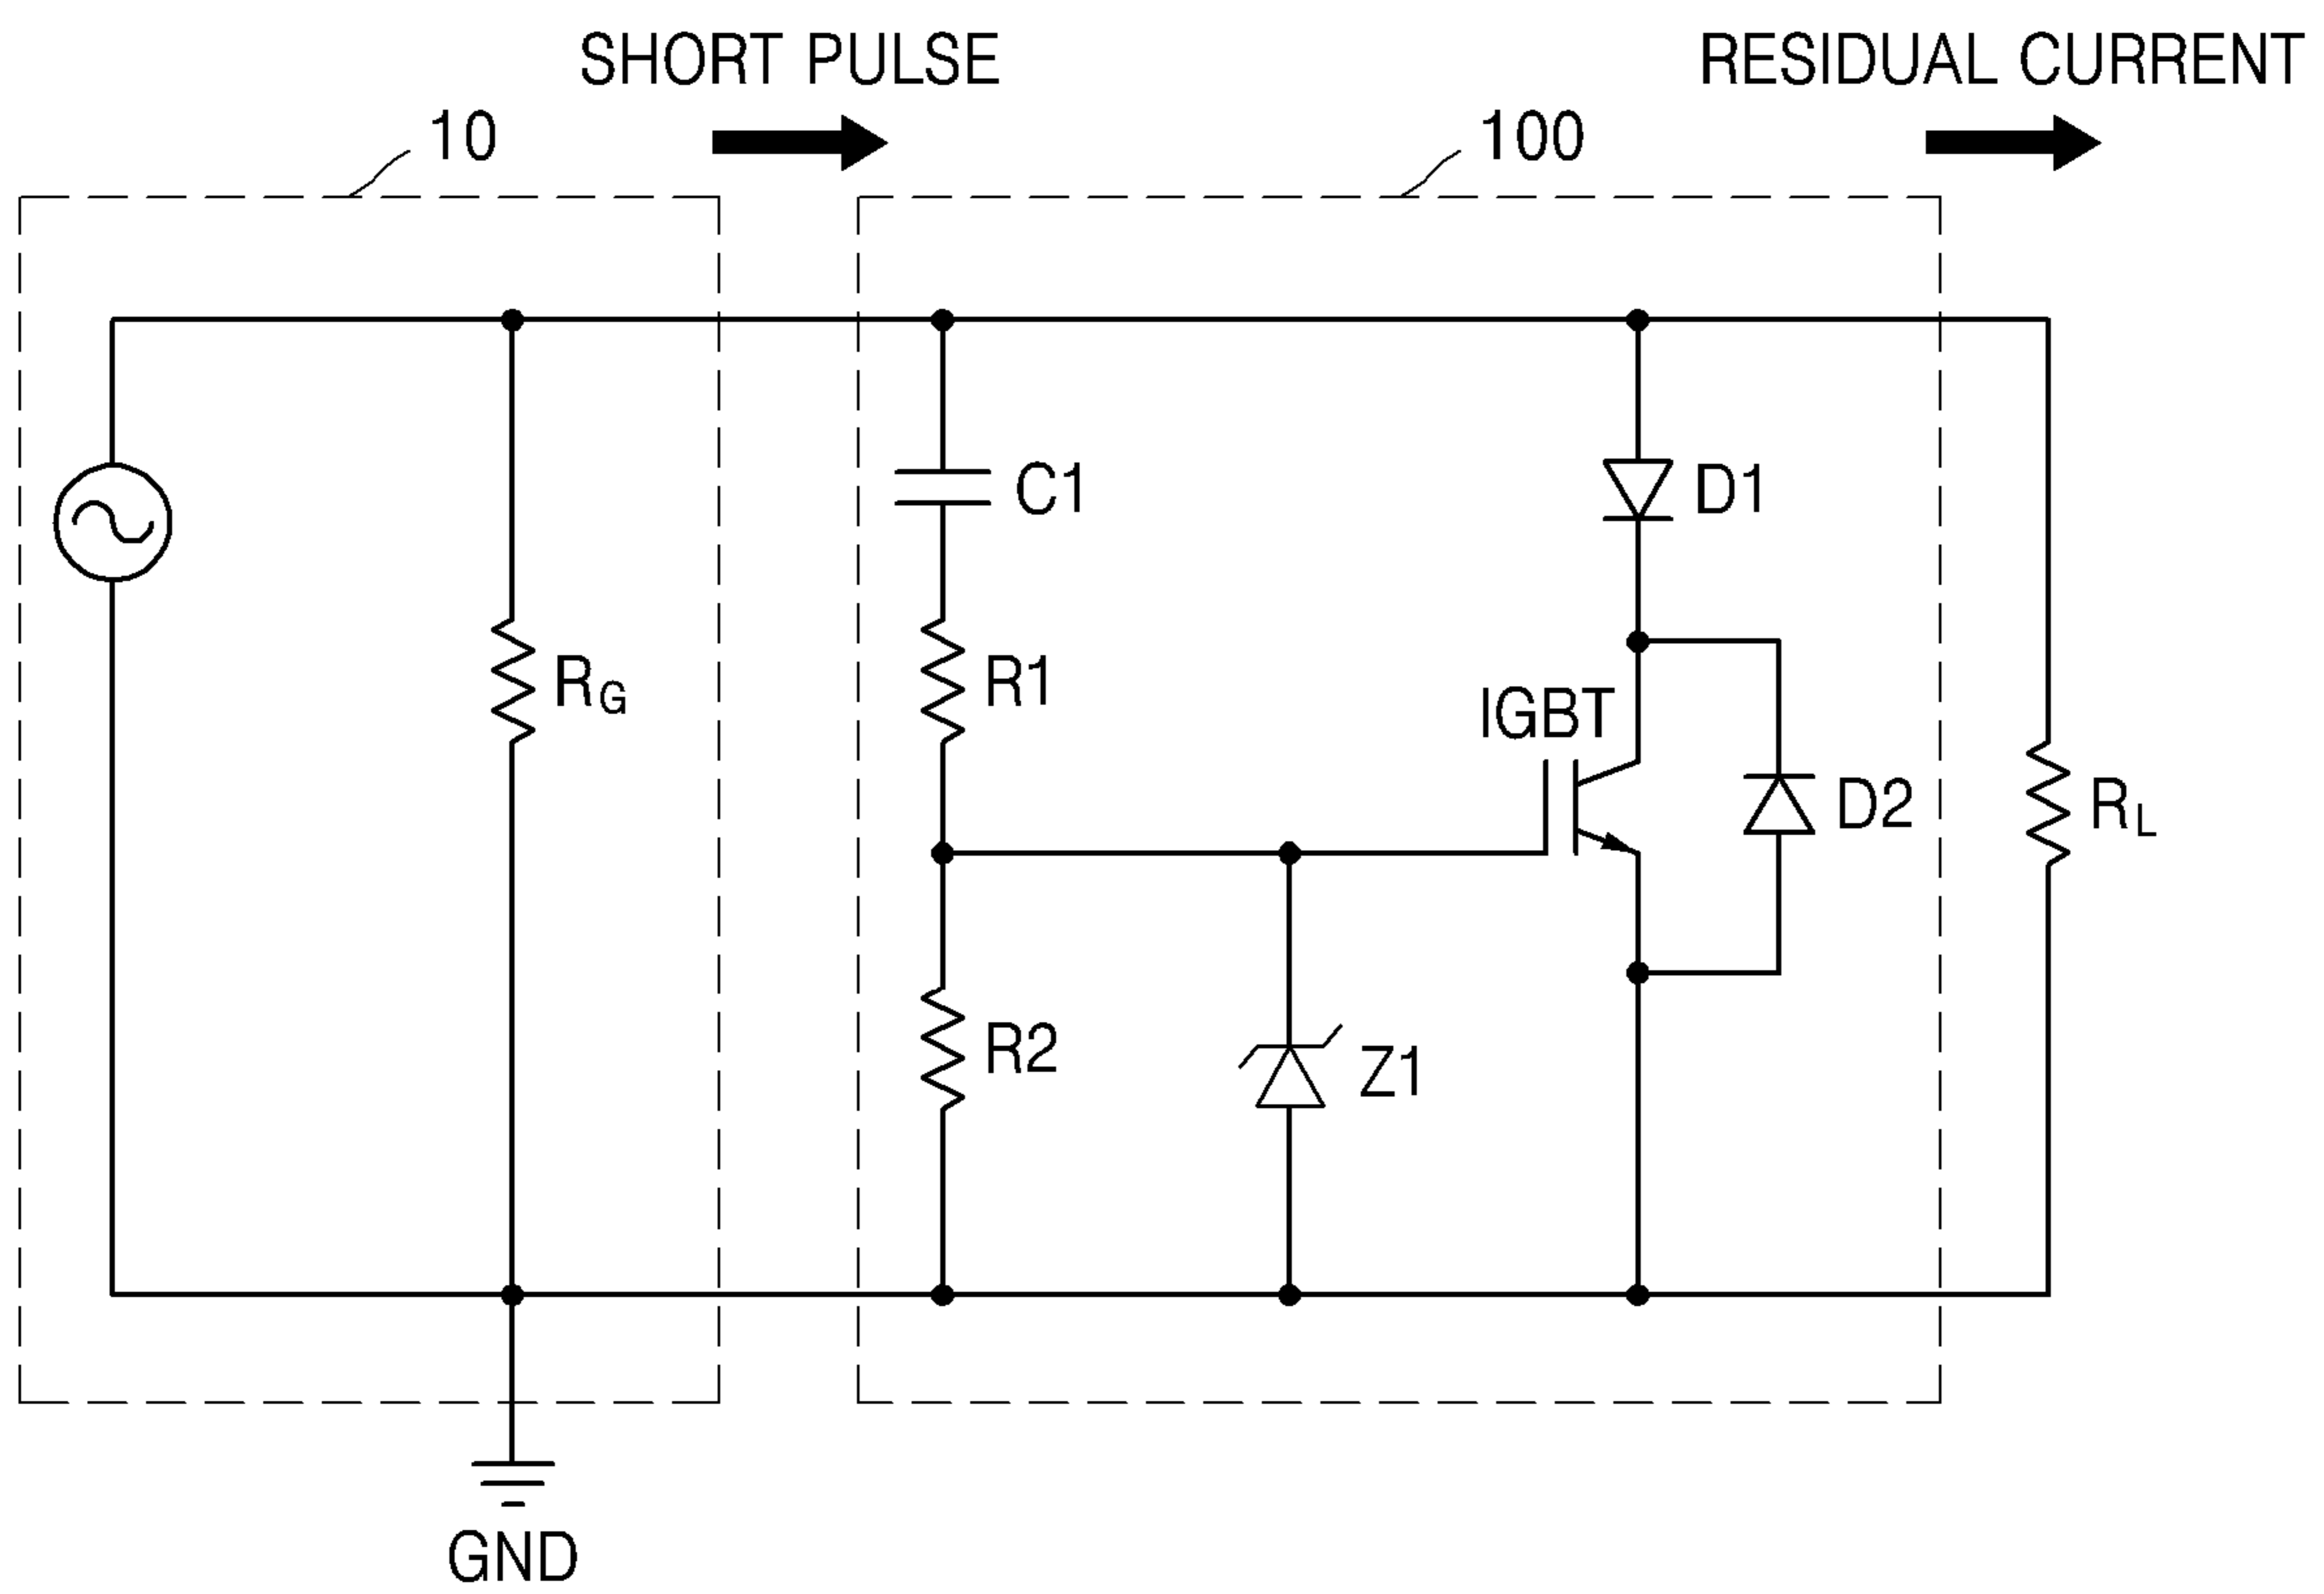 SHORT PULSE
RESIDUAL CURRENT
10
100
C1
D1
RG
R1
IGBT
D2
RL
R2
Z1
GND